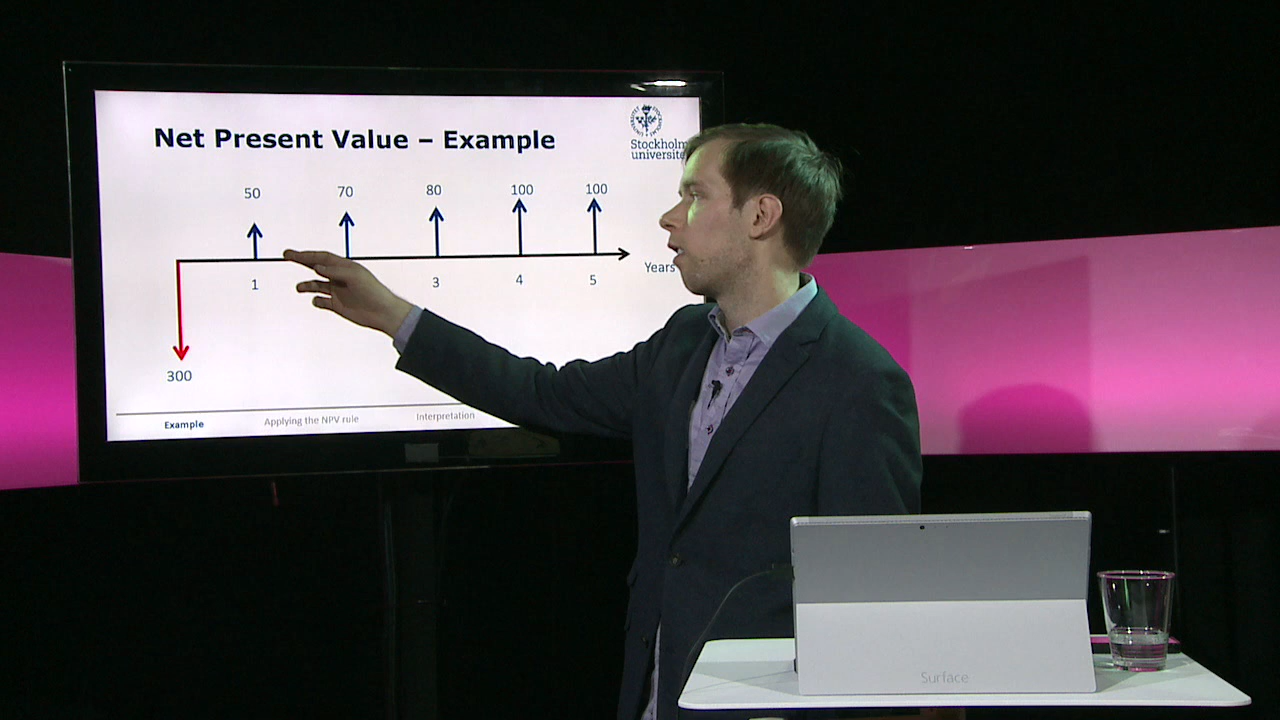 Net Present Value – Example
Stockholm
universite
50 70 80 100 100
1 3 4 5 Years
300
Example Applying the NPV rule Interpretation
Surface